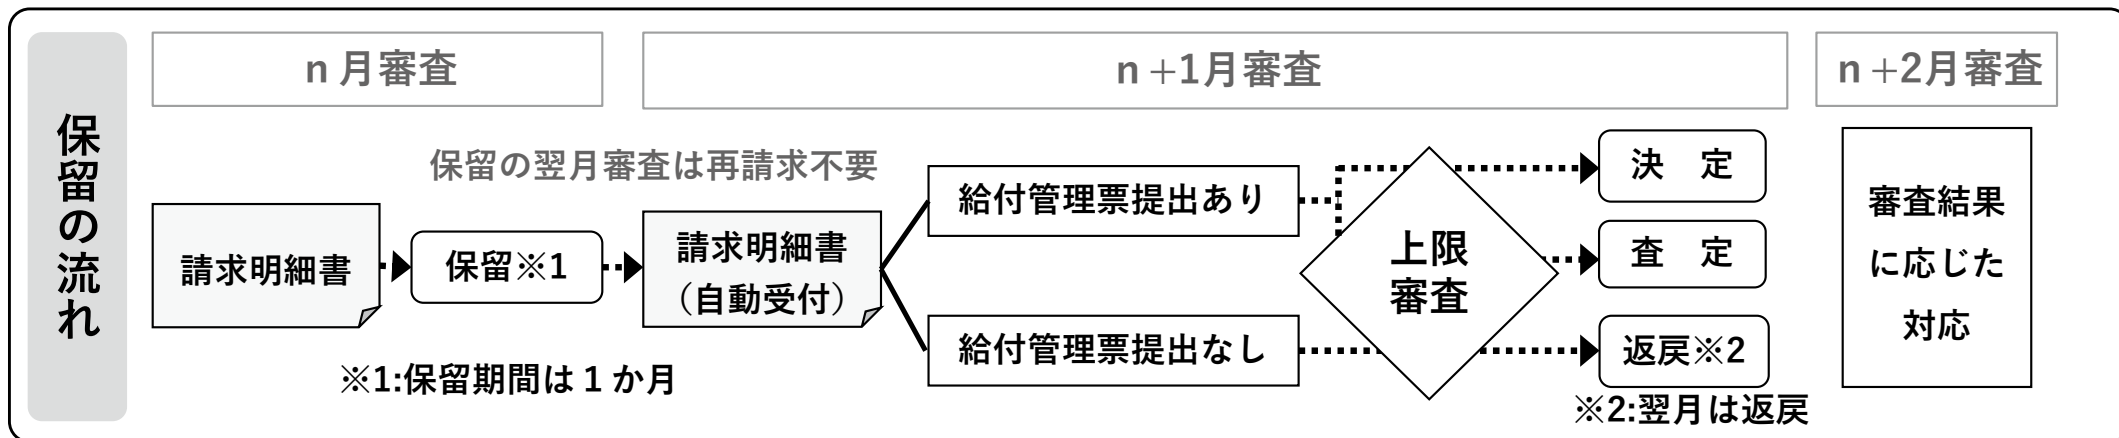 保留の流れ
n 月審査
n +1月審査
n +2月審査
保留の翌月審査は再請求不要
請求明細書
保留※1
請求明細書
（自動受付）
給付管理票提出あり
給付管理票提出なし
上限
審査
決　定
査　定
返戻※2
審査結果
に応じた
対応
※1:保留期間は 1 か月
※2:翌月は返戻